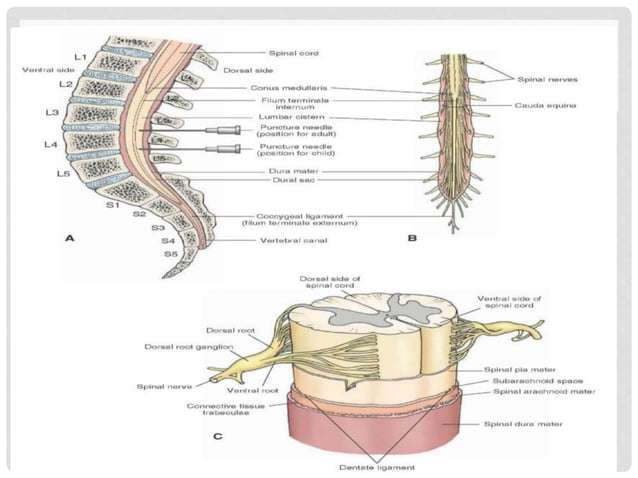 L1
Ventral side
L2
L3
L4
L5
S1
S2
S3
S4
S5
A
Spinal cord
Dorsal side
Conus medullaris
Filum terminale
internum
Lumbar cistern
Puncture needle
(position for adult)
Puncture needle
(position for child)
Dura mater
Dural sac
Coccygeal ligament
(filum terminale externum)
Vertebral canal
Spinal nerves
Cauda equina
B
Dorsal side of
spinal cord
Ventral side of
spinal cord
Dorsal root
Dorsal root ganglion
Spinal nerve
Ventral root
Connective tissue
trabeculae
C
Spinal pia mater
Subarachnoid space
Spinal arachnoid mater
Spinal dura mater
Dentate ligament